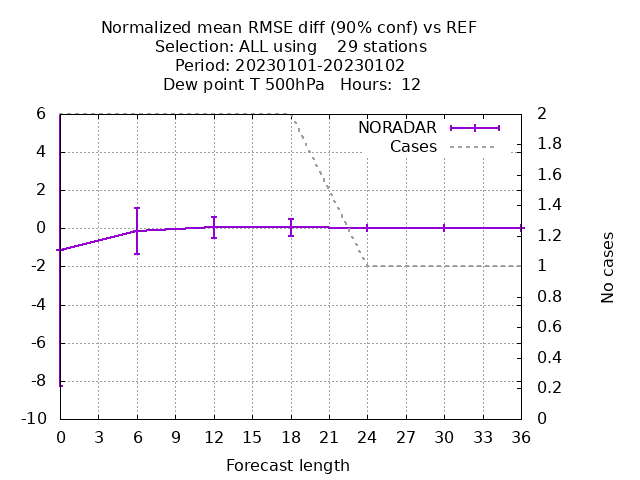 Normalized mean RMSE diff (90% conf) vs REF
Selection: ALL using    29 stations
Period: 20230101-20230102
Dew point T 500hPa   Hours:  12
NORADAR
Cases
6
4
2
0
-2
-4
-6
-8
-10
2
1.8
1.6
1.4
1.2
1
0.8
0.6
0.4
0.2
0
No cases
0 3 6 9 12 15 18 21 24 27 30 33 36
Forecast length